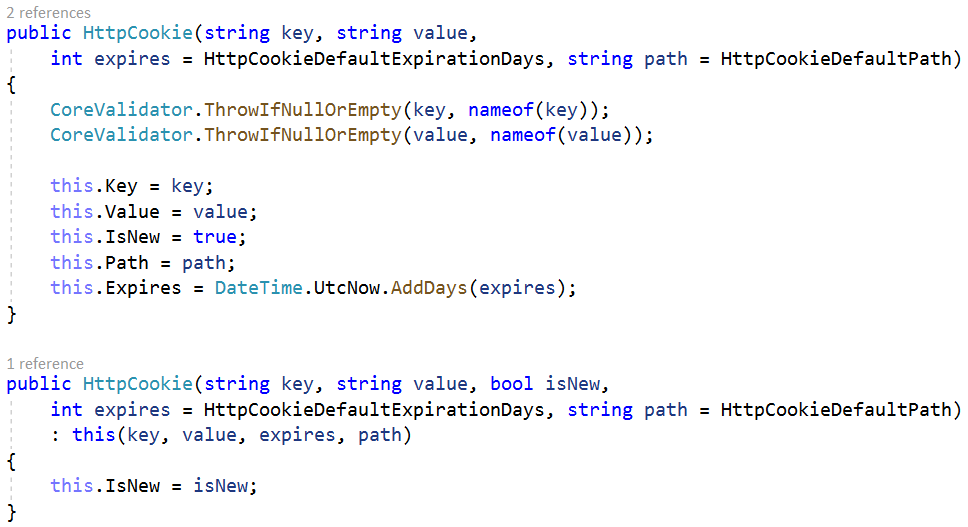 2 references
public HttpCookie(string key, string value,
    int expires = HttpCookieDefaultExpirationDays, string path = HttpCookieDefaultPath)
{
    CoreValidator.ThrowIfNullOrEmpty(key, nameof(key));
    CoreValidator.ThrowIfNullOrEmpty(value, nameof(value));

    this.Key = key;
    this.Value = value;
    this.IsNew = true;
    this.Path = path;
    this.Expires = DateTime.UtcNow.AddDays(expires);
}

1 reference
public HttpCookie(string key, string value, bool isNew,
    int expires = HttpCookieDefaultExpirationDays, string path = HttpCookieDefaultPath)
    : this(key, value, expires, path)
{
    this.IsNew = isNew;
}